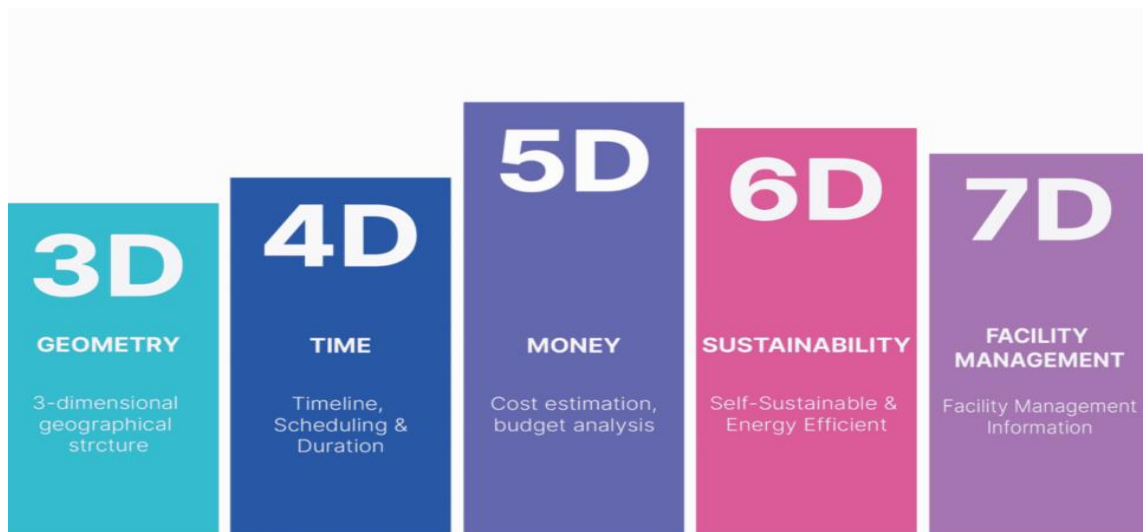 3D
GEOMETRY
3-dimensional
geographical
strcture
4D
TIME
Timeline,
Scheduling &
Duration
5D
MONEY
Cost estimation,
budget analysis
6D
SUSTAINABILITY
Self-Sustainable &
Energy Efficient
7D
FACILITY
MANAGEMENT
Facility Management
Information